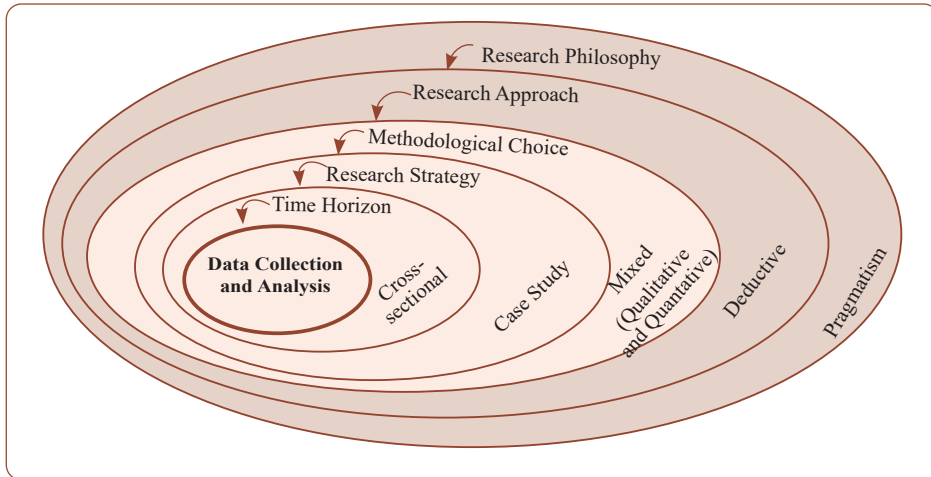 Research Philosophy
Research Approach
Methodological Choice
Research Strategy
Time Horizon
Data Collection
and Analysis
Cross-
sectional
Case Study
Mixed
(Qualitative
and Quantative)
Deductive
Pragmatism